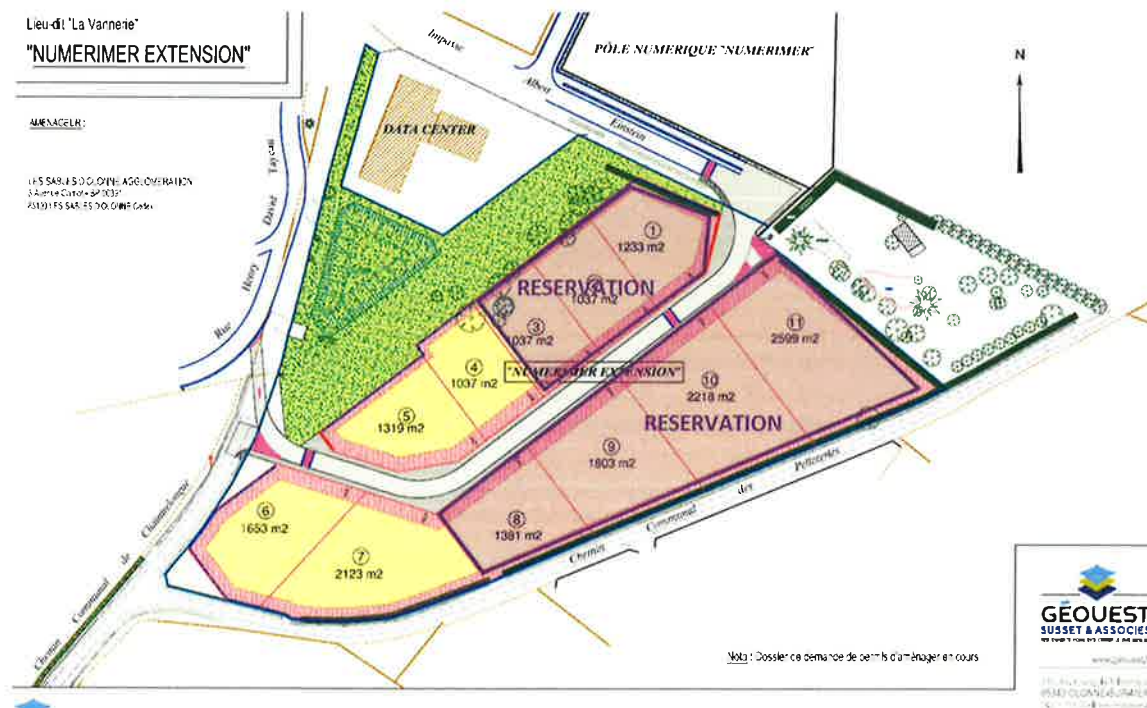 Lieu-dit "La Vannerie"
"NUMERIMER EXTENSION"
AMENAGEUR :
LES SABLES D'OLONNE AGGLOMERATION
Impasse
Albert
Einstein
PÔLE NUMERIQUE "NUMERIMER"
N
DATA CENTER
Rue
Henry
David
①
1233 m2
RESERVATION
1037 m2
③
1037 m2
④
1037 m2
"NUMERIMER EXTENSION"
⑤
1319 m2
⑪
2599 m2
⑩
2218 m2
RESERVATION
⑨
1803 m2
⑧
1381 m2
⑥
1653 m2
⑦
2123 m2
Chemin
Communal
des
Pelleteries
Chemin
Communal
de
Nota : Dossier de demande de permis d'aménager en cours
GÉOUEST
SUSSET & ASSOCIES